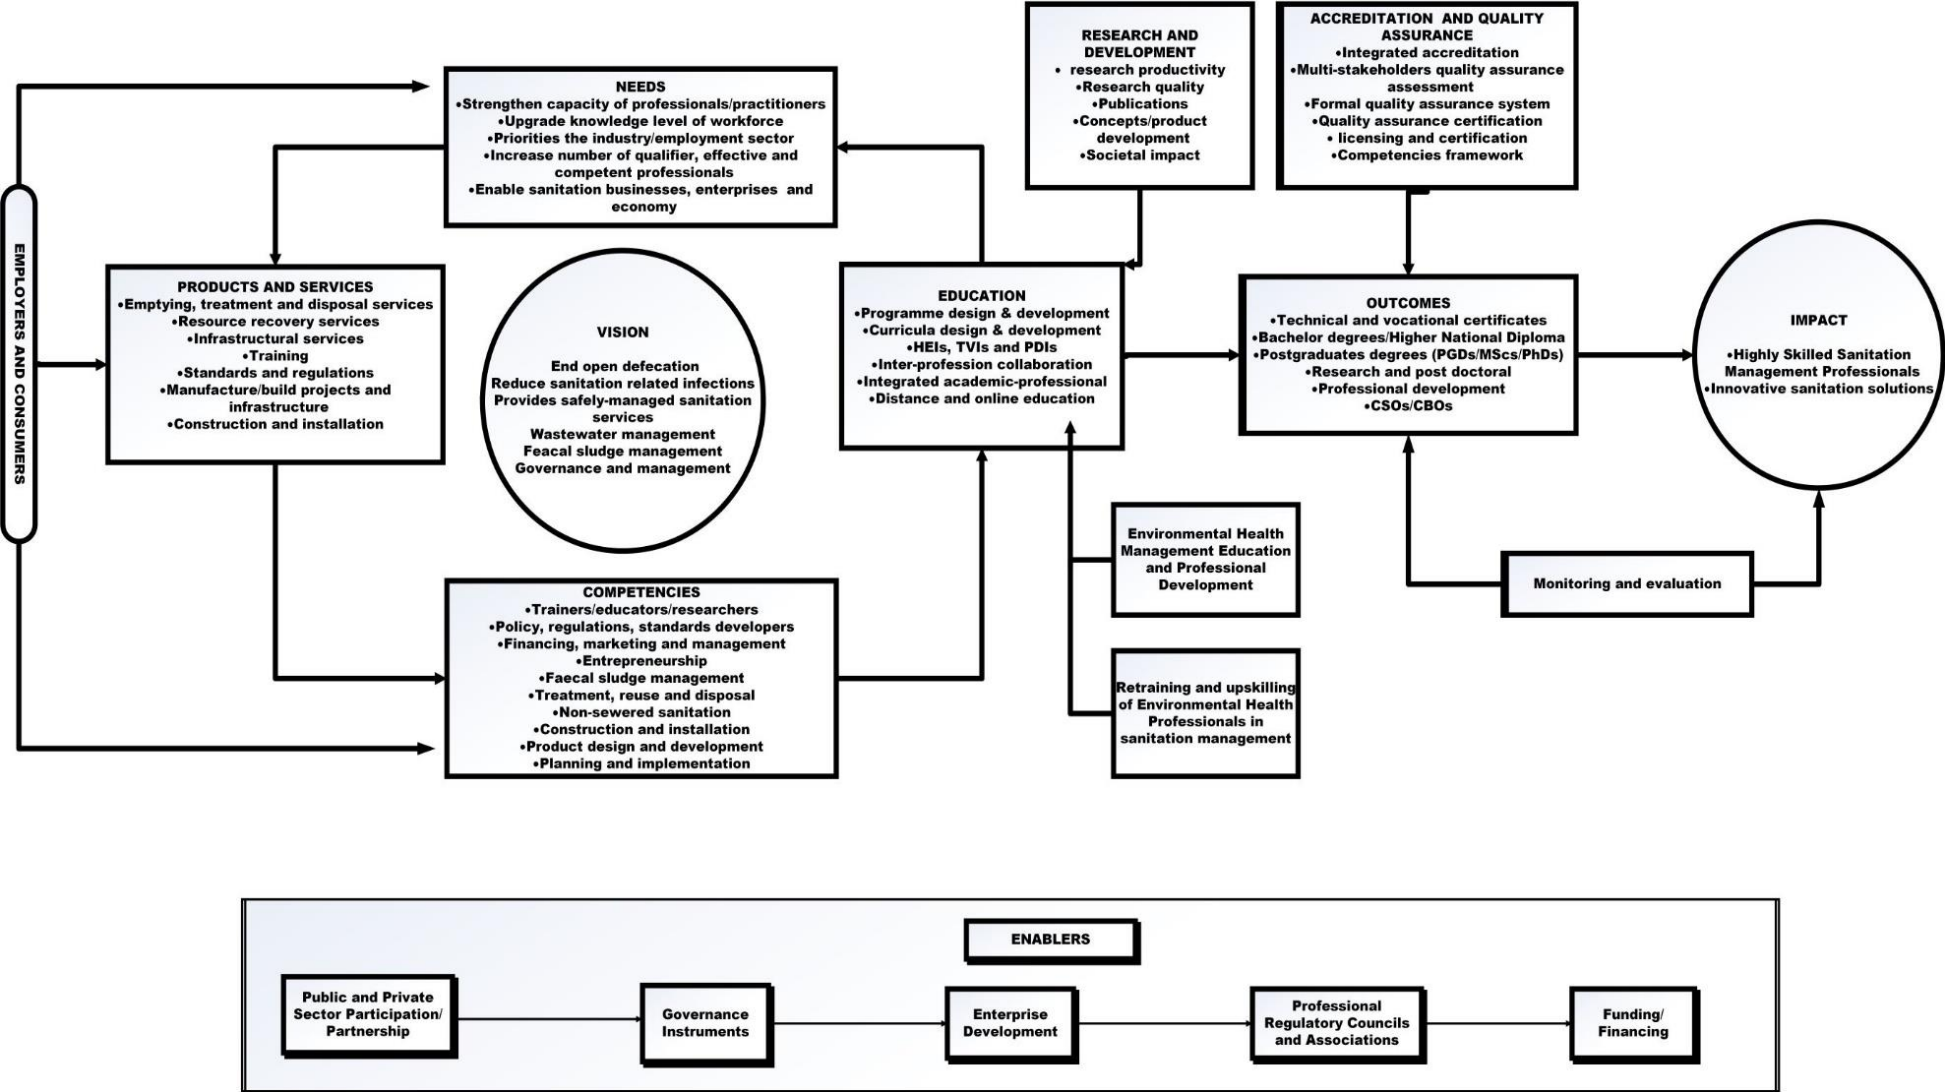 EMPLOYERS AND CONSUMERS
NEEDS
•Strengthen capacity of professionals/practitioners
•Upgrade knowledge level of workforce
•Priorities the industry/employment sector
•Increase number of qualifier, effective and
competent professionals
•Enable sanitation businesses, enterprises and
economy
PRODUCTS AND SERVICES
•Emptying, treatment and disposal services
•Resource recovery services
•Infrastructural services
•Training
•Standards and regulations
•Manufacture/build projects and
infrastructure
•Construction and installation
VISION
End open defecation
Reduce sanitation related infections
Provides safely-managed sanitation
services
Wastewater management
Feacal sludge management
Governance and management
COMPETENCIES
•Trainers/educators/researchers
•Policy, regulations, standards developers
•Financing, marketing and management
•Entrepreneurship
•Faecal sludge management
•Treatment, reuse and disposal
•Non-sewered sanitation
•Construction and installation
•Product design and development
•Planning and implementation
EDUCATION
•Programme design & development
•Curricula design & development
•HEIs, TVIs and PDIs
•Inter-profession collaboration
•Integrated academic-professional
•Distance and online education
RESEARCH AND
DEVELOPMENT
• research productivity
•Research quality
•Publications
•Concepts/product
development
•Societal impact
ACCREDITATION AND QUALITY
ASSURANCE
•Integrated accreditation
•Multi-stakeholders quality assurance
assessment
•Formal quality assurance system
•Quality assurance certification
• licensing and certification
•Competencies framework
OUTCOMES
•Technical and vocational certificates
•Bachelor degrees/Higher National Diploma
•Postgraduates degrees (PGDs/MScs/PhDs)
•Research and post doctoral
•Professional development
•CSOs/CBOs
IMPACT
•Highly Skilled Sanitation
Management Professionals
•Innovative sanitation solutions
Environmental Health
Management Education
and Professional
Development
Retraining and upskilling
of Environmental Health
Professionals in
sanitation management
Monitoring and evaluation
ENABLERS
Public and Private
Sector Participation/
Partnership
Governance
Instruments
Enterprise
Development
Professional
Regulatory Councils
and Associations
Funding/
Financing